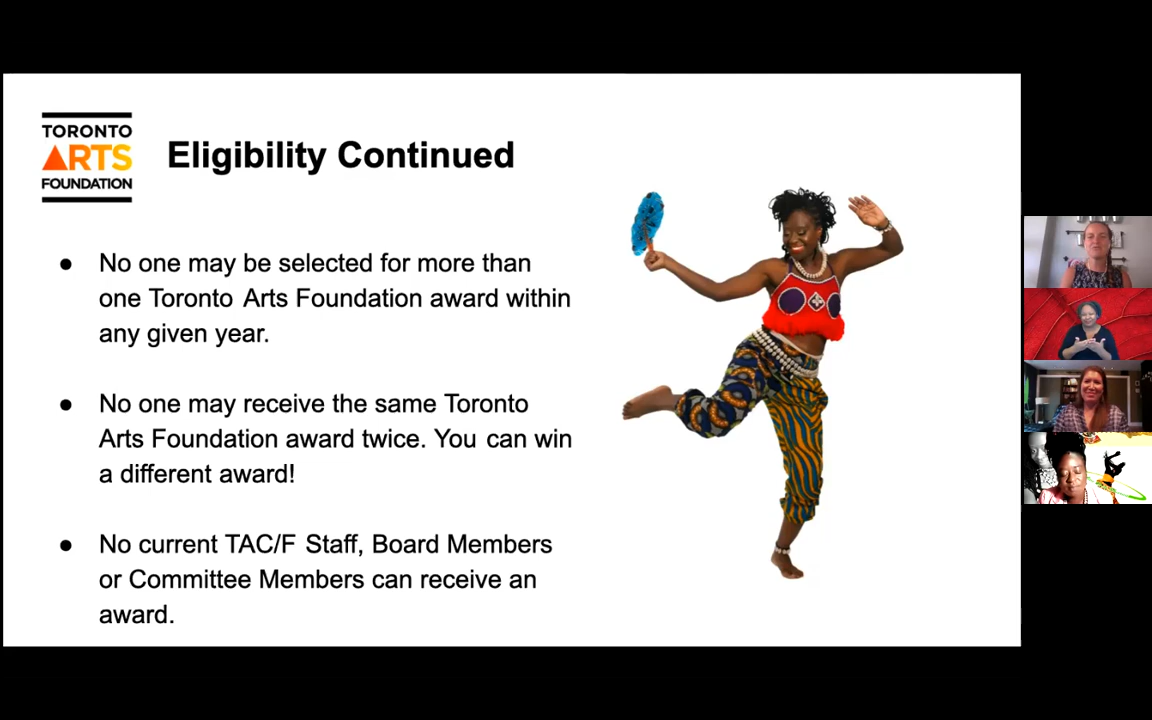 TORONTO
ARTS
FOUNDATION
Eligibility Continued
● No one may be selected for more than
one Toronto Arts Foundation award within
any given year.
● No one may receive the same Toronto
Arts Foundation award twice. You can win
a different award!
● No current TAC/F Staff, Board Members
or Committee Members can receive an
award.